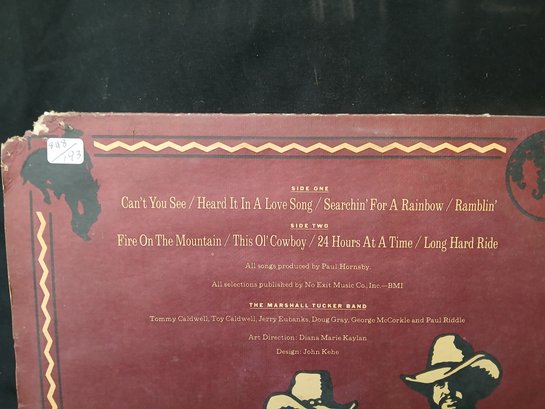 SIDE ONE
Can't You See / Heard It In A Love Song / Searchin' For A Rainbow / Ramblin'
SIDE TWO
Fire On The Mountain / This Ol' Cowboy / 24 Hours At A Time / Long Hard Ride
All songs produced by Paul Hornsby.
All selections published by No Exit Music Co., Inc.—BMI
THE MARSHALL TUCKER BAND
Tommy Caldwell, Toy Caldwell, Jerry Eubanks, Doug Gray, George McCorkle and Paul Riddle
Art Direction: Diana Marie Kaylan
Design: John Kehe